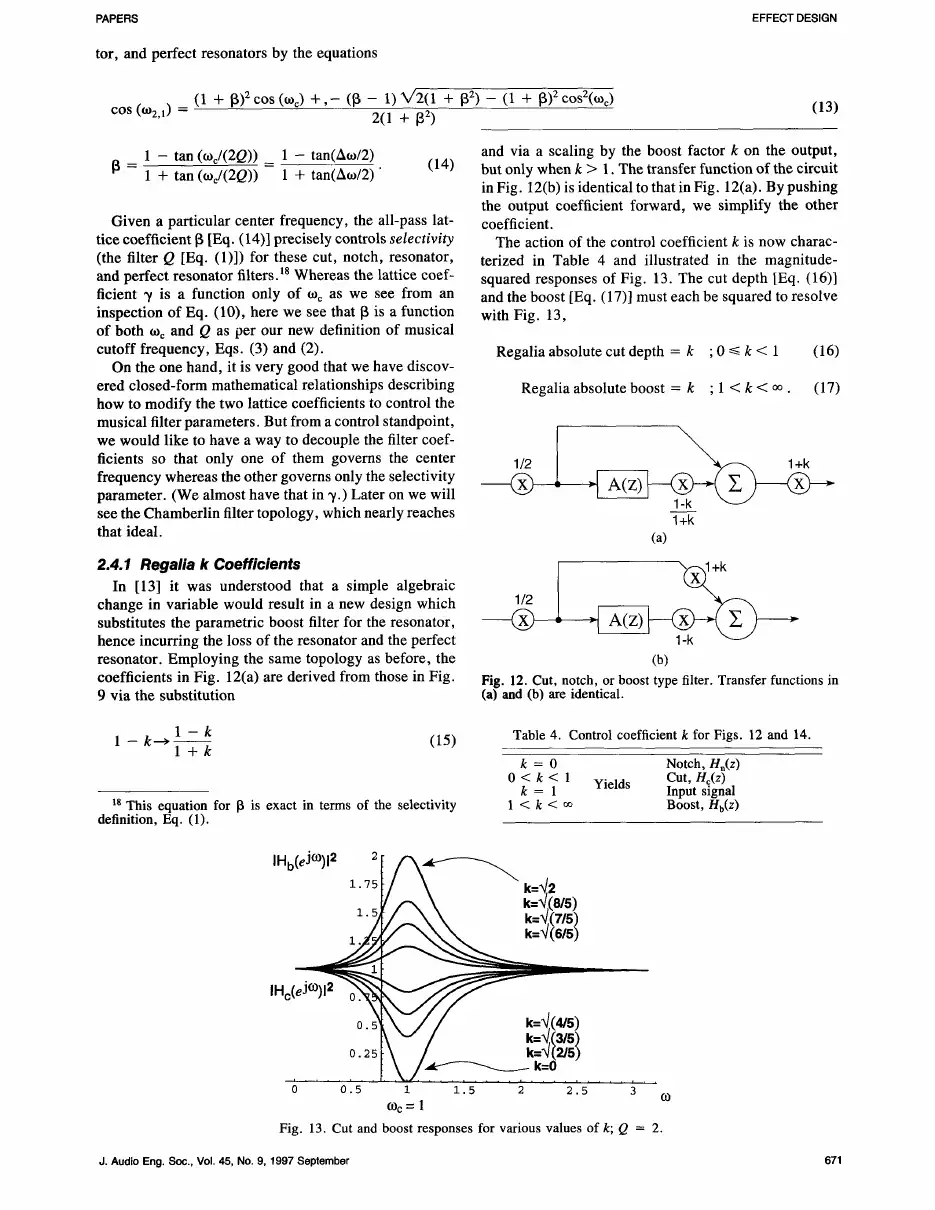 PAPERS
EFFECT DESIGN
tor, and perfect resonators by the equations
cos (ω2,1) = (1 + β)² cos (ωc) +,− (β − 1) √2(1 + β²) − (1 + β)² cos²(ωc) / 2(1 + β²) (13)
β = 1 − tan (ωc/(2Q)) / 1 + tan (ωc/(2Q)) = 1 − tan(Δω/2) / 1 + tan(Δω/2) . (14)
Given a particular center frequency, the all-pass lat-
tice coefficient β [Eq. (14)] precisely controls selectivity
(the filter Q [Eq. (1)]) for these cut, notch, resonator,
and perfect resonator filters.¹⁸ Whereas the lattice coef-
ficient γ is a function only of ωc as we see from an
inspection of Eq. (10), here we see that β is a function
of both ωc and Q as per our new definition of musical
cutoff frequency, Eqs. (3) and (2).
On the one hand, it is very good that we have discov-
ered closed-form mathematical relationships describing
how to modify the two lattice coefficients to control the
musical filter parameters. But from a control standpoint,
we would like to have a way to decouple the filter coef-
ficients so that only one of them governs the center
frequency whereas the other governs only the selectivity
parameter. (We almost have that in γ.) Later on we will
see the Chamberlin filter topology, which nearly reaches
that ideal.
2.4.1 Regalia k Coefficients
In [13] it was understood that a simple algebraic
change in variable would result in a new design which
substitutes the parametric boost filter for the resonator,
hence incurring the loss of the resonator and the perfect
resonator. Employing the same topology as before, the
coefficients in Fig. 12(a) are derived from those in Fig.
9 via the substitution
1 − k → 1 − k / 1 + k (15)
¹⁸ This equation for β is exact in terms of the selectivity
definition, Eq. (1).
and via a scaling by the boost factor k on the output,
but only when k > 1. The transfer function of the circuit
in Fig. 12(b) is identical to that in Fig. 12(a). By pushing
the output coefficient forward, we simplify the other
coefficient.
The action of the control coefficient k is now charac-
terized in Table 4 and illustrated in the magnitude-
squared responses of Fig. 13. The cut depth [Eq. (16)]
and the boost [Eq. (17)] must each be squared to resolve
with Fig. 13,
Regalia absolute cut depth = k ; 0 ≤ k < 1 (16)
Regalia absolute boost = k ; 1 < k < ∞ . (17)
1/2
X
A(z)
X
Σ
1+k
X
1-k
1+k
(a)
1+k
X
1/2
X
A(z)
X
Σ
1-k
(b)
Fig. 12. Cut, notch, or boost type filter. Transfer functions in
(a) and (b) are identical.
Table 4. Control coefficient k for Figs. 12 and 14.
k = 0 Notch, Hn(z)
0 < k < 1 Yields Cut, Hc(z)
k = 1 Input signal
1 < k < ∞ Boost, Hb(z)
|Hb(e^jω)|²
2
1.75
1.5
1.25
1
|Hc(e^jω)|²
0.75
0.5
0.25
k=√2
k=√(8/5)
k=√(7/5)
k=√(6/5)
k=√(4/5)
k=√(3/5)
k=√(2/5)
k=0
0 0.5 1 1.5 2 2.5 3 ω
ωc = 1
Fig. 13. Cut and boost responses for various values of k; Q = 2.
J. Audio Eng. Soc., Vol. 45, No. 9, 1997 September
671